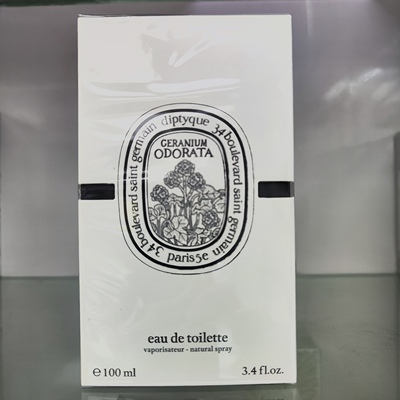 diptyque 34 boulevard saint germain paris 5e 34 boulevard saint germain
GERANIUM
ODORATA
eau de toilette
vaporisateur - natural spray
℮ 100 ml 3.4 fl.oz.